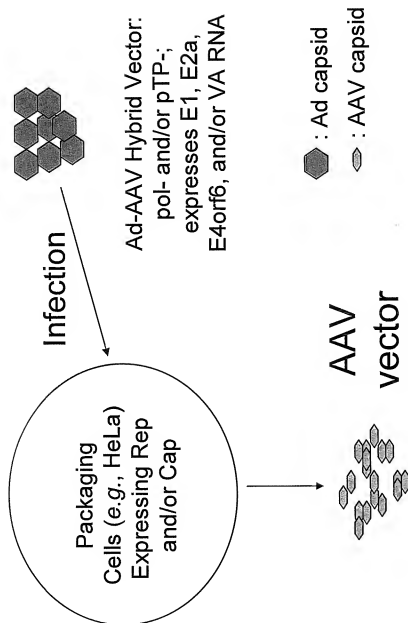 Infection
Ad-AAV Hybrid Vector:
pol- and/or pTP-;
expresses E1, E2a,
E4orf6, and/or VA RNA
Packaging
Cells (e.g., HeLa)
Expressing Rep
and/or Cap
: Ad capsid
: AAV capsid
AAV
vector